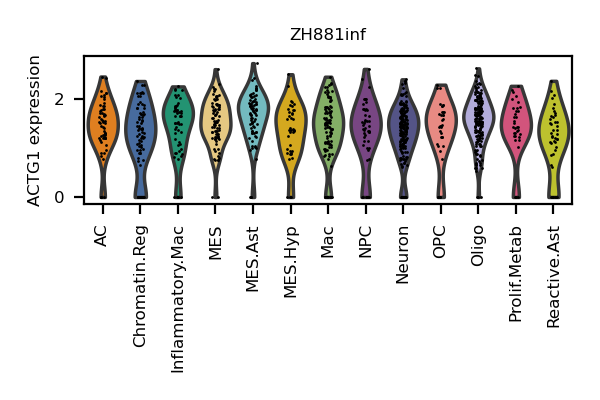 ZH881inf
ACTG1 expression
2
0
AC
Chromatin.Reg
Inflammatory.Mac
MES
MES.Ast
MES.Hyp
Mac
NPC
Neuron
OPC
Oligo
Prolif.Metab
Reactive.Ast